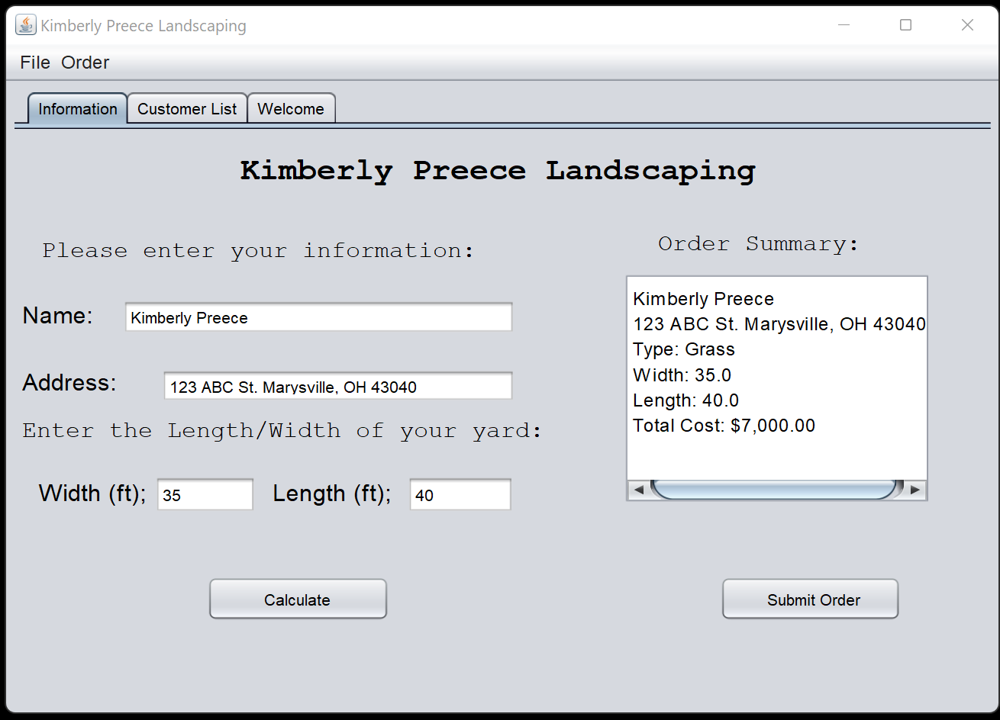 Kimberly Preece Landscaping
File Order
Information Customer List Welcome
Kimberly Preece Landscaping
Please enter your information:
Name: Kimberly Preece
Address: 123 ABC St. Marysville, OH 43040
Enter the Length/Width of your yard:
Width (ft); 35 Length (ft); 40
Calculate
Order Summary:
Kimberly Preece
123 ABC St. Marysville, OH 43040
Type: Grass
Width: 35.0
Length: 40.0
Total Cost: $7,000.00
Submit Order